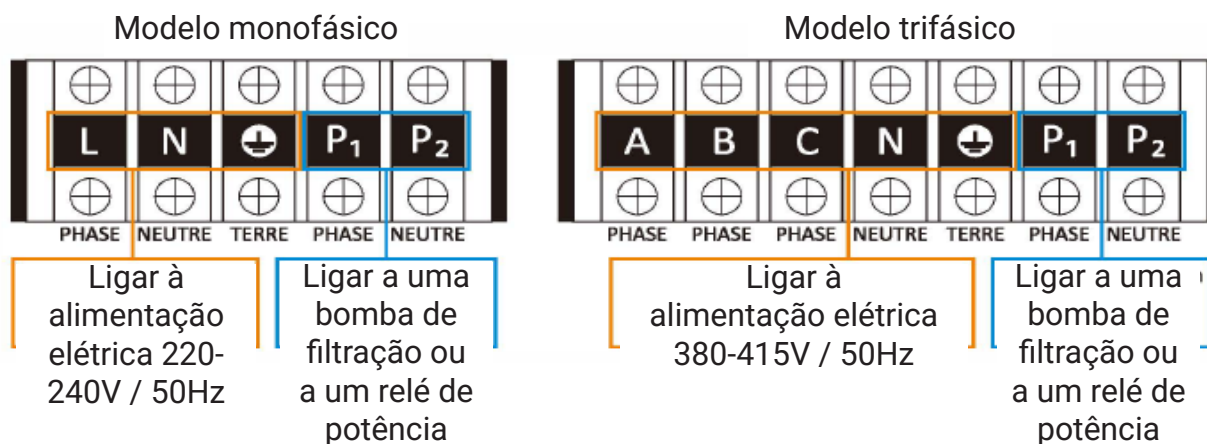 Modelo monofásico
L N P₁ P₂
PHASE NEUTRE TERRE PHASE NEUTRE
Ligar à
alimentação
elétrica 220-
240V / 50Hz
Ligar a uma
bomba de
filtração ou
a um relé de
potência
Modelo trifásico
A B C N P₁ P₂
PHASE PHASE PHASE NEUTRE TERRE PHASE NEUTRE
Ligar à
alimentação elétrica
380-415V / 50Hz
Ligar a uma
bomba de
filtração ou
a um relé de
potência